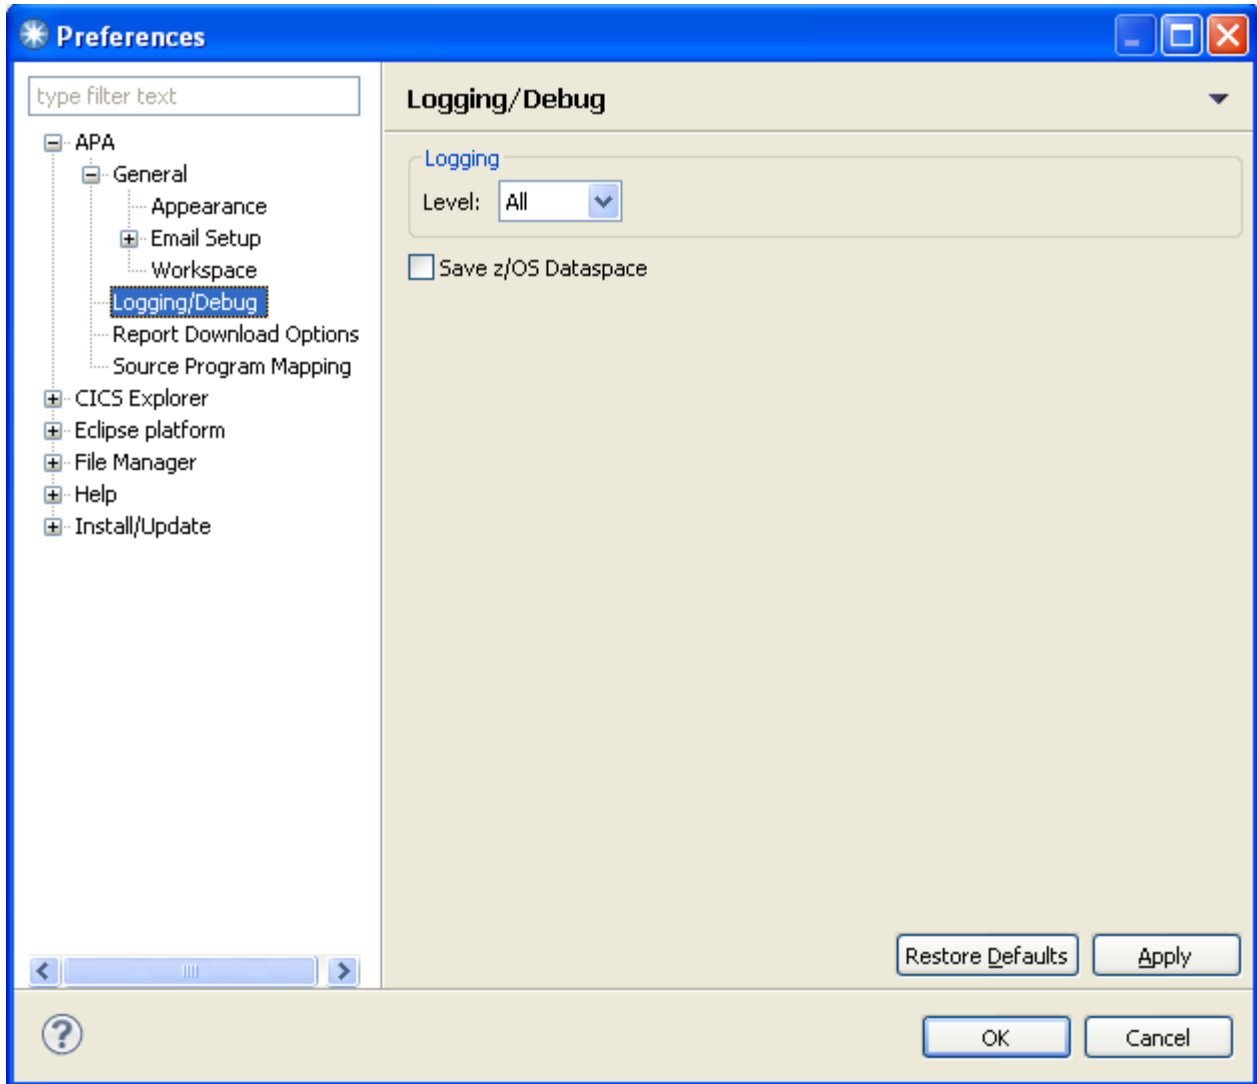 Preferences
type filter text
APA
General
Appearance
Email Setup
Workspace
Logging/Debug
Report Download Options
Source Program Mapping
CICS Explorer
Eclipse platform
File Manager
Help
Install/Update
Logging/Debug
Logging
Level: All
Save z/OS Dataspace
Restore Defaults Apply
? OK Cancel